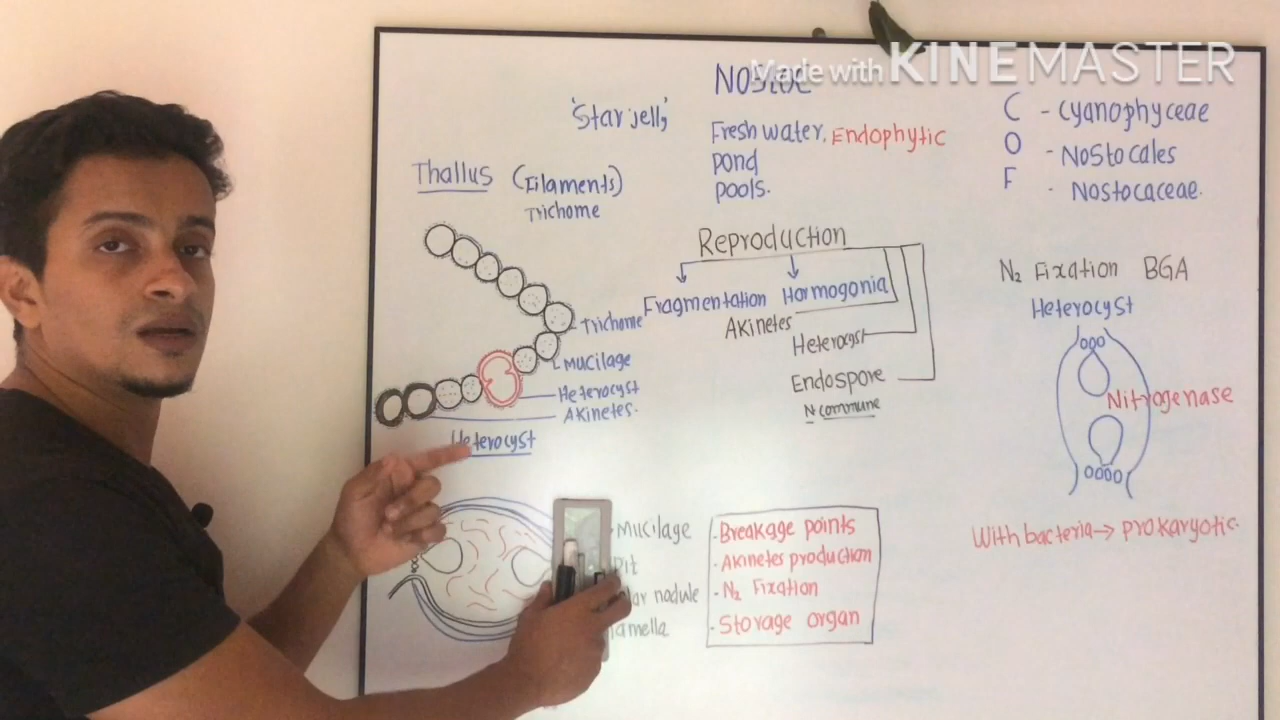 Made with KINEMASTER
NOStOC
'Star jelly'
Fresh water. Endophytic
pond
pools.
C - Cyanophyceae
O - Nostocales
F - Nostocaceae.
Thallus (Filaments)
Trichome
Trichome
Mucilage
Heterocyst
Akinetes.
Reproduction
Fragmentation Hormogonia
Akinetes
Heterocyst
Endospore
N commune
N₂ Fixation BGA
Heterocyst
Nitrogenase
With bacteria → prokaryotic.
Heterocyst
Mucilage
Pit
nodule
lamella
. Breakage points
. Akinetes production
. N₂ Fixation
. Storage organ